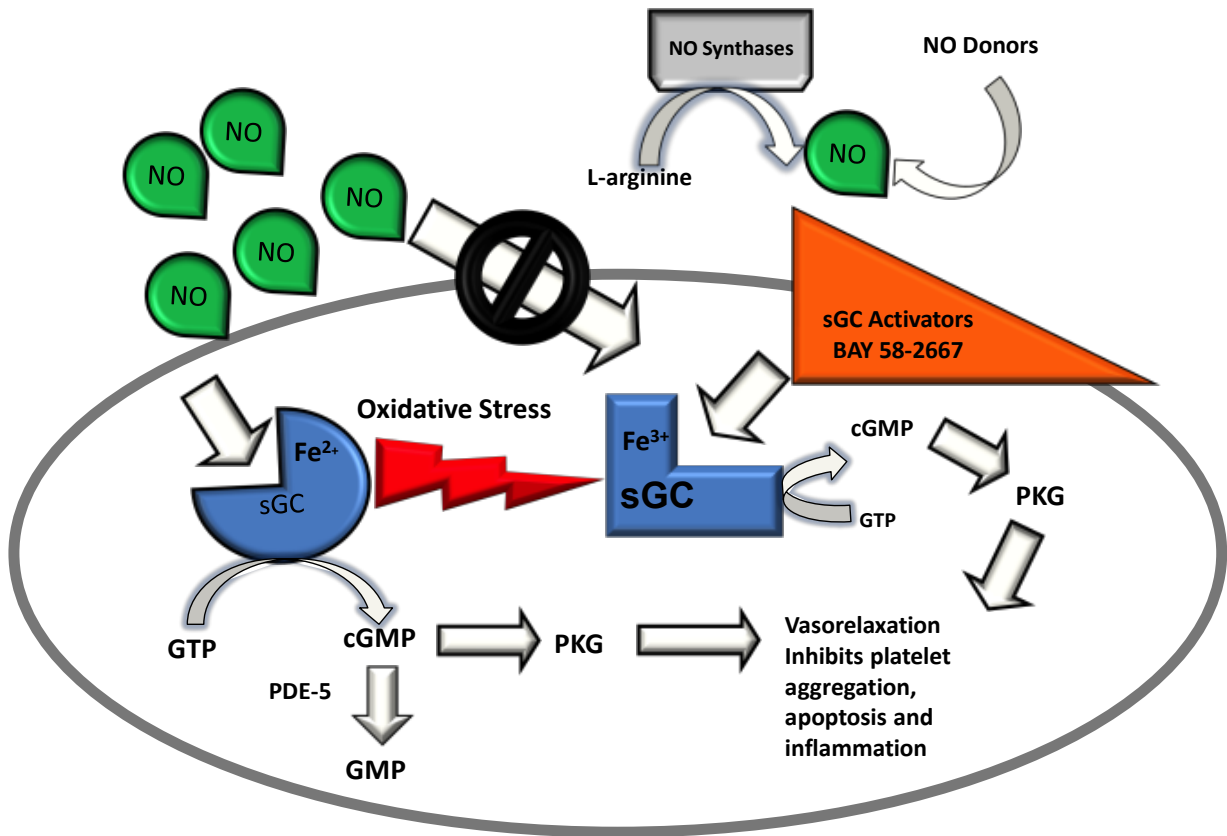 NO Synthases
NO Donors
NO
NO
NO
NO
NO
NO
NO
L-arginine
sGC Activators
BAY 58-2667
Oxidative Stress
Fe2+
sGC
Fe3+
sGC
cGMP
GTP
PKG
GTP
cGMP
PKG
Vasorelaxation
Inhibits platelet
aggregation,
apoptosis and
inflammation
PDE-5
GMP